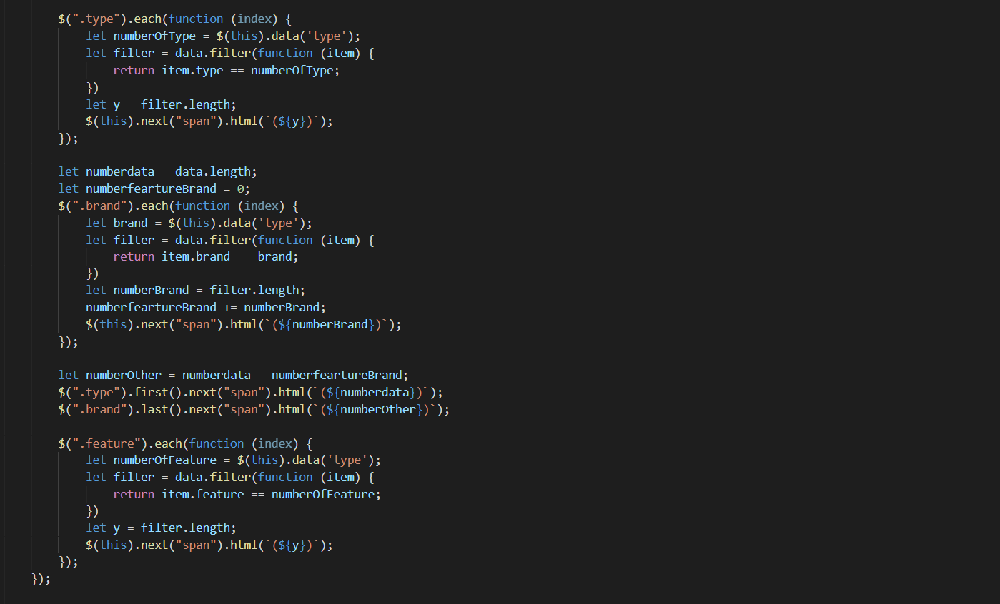 $(".type").each(function (index) {
let numberOfType = $(this).data('type');
let filter = data.filter(function (item) {
return item.type == numberOfType;
})
let y = filter.length;
$(this).next("span").html(`(${y})`);
});
let numberdata = data.length;
let numberfeartureBrand = 0;
$(".brand").each(function (index) {
let brand = $(this).data('type');
let filter = data.filter(function (item) {
return item.brand == brand;
})
let numberBrand = filter.length;
numberfeartureBrand += numberBrand;
$(this).next("span").html(`(${numberBrand})`);
});
let numberOther = numberdata - numberfeartureBrand;
$(".type").first().next("span").html(`(${numberdata})`);
$(".brand").last().next("span").html(`(${numberOther})`);
$(".feature").each(function (index) {
let numberOfFeature = $(this).data('type');
let filter = data.filter(function (item) {
return item.feature == numberOfFeature;
})
let y = filter.length;
$(this).next("span").html(`(${y})`);
});
});